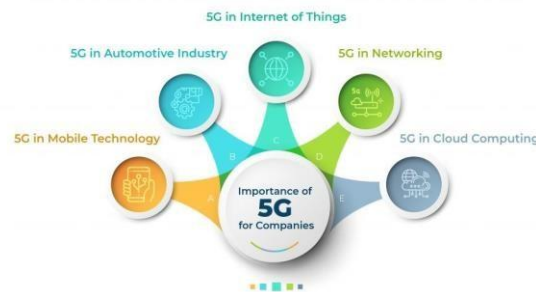 5G in Internet of Things
5G in Automotive Industry
5G in Networking
5G in Mobile Technology
5G in Cloud Computing
A
B
C
D
E
Importance of
5G
for Companies
5G